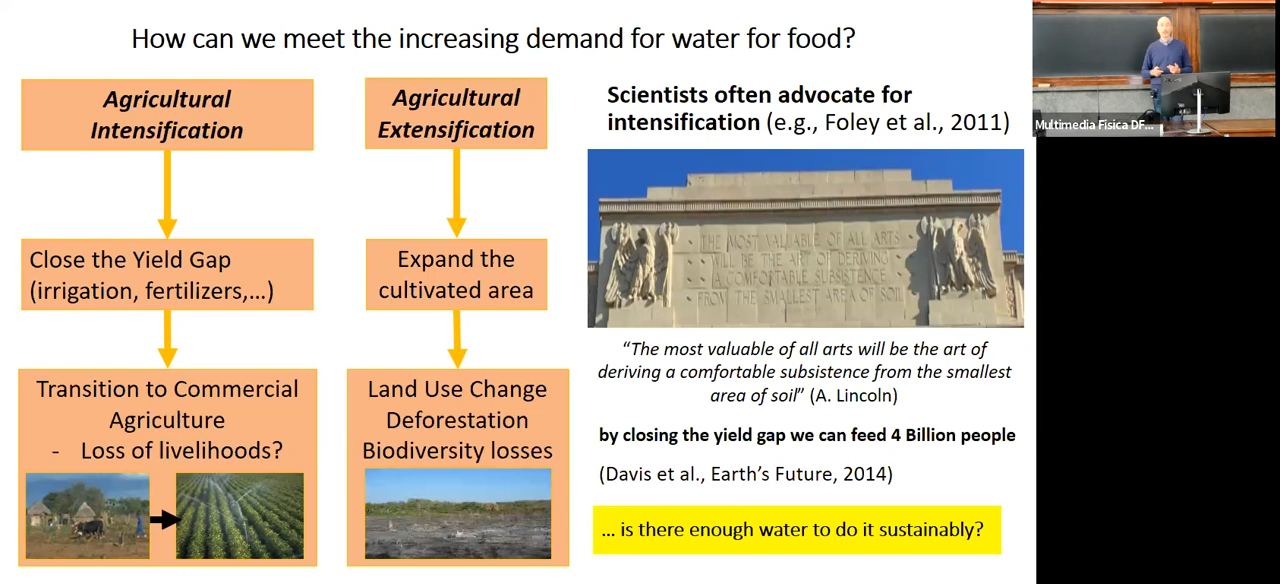 How can we meet the increasing demand for water for food?
Agricultural
Intensification
Close the Yield Gap
(irrigation, fertilizers,...)
Transition to Commercial
Agriculture
- Loss of livelihoods?
Agricultural
Extensification
Expand the
cultivated area
Land Use Change
Deforestation
Biodiversity losses
Scientists often advocate for
intensification (e.g., Foley et al., 2011)
· THE MOST VALUABLE OF ALL ARTS ·
· · WILL BE THE ART OF DERIVING
· · A COMFORTABLE SUBSISTENCE · ·
· FROM THE SMALLEST AREA OF SOIL ·
“The most valuable of all arts will be the art of
deriving a comfortable subsistence from the smallest
area of soil” (A. Lincoln)
by closing the yield gap we can feed 4 Billion people
(Davis et al., Earth’s Future, 2014)
... is there enough water to do it sustainably?
Multimedia Fisica DF...